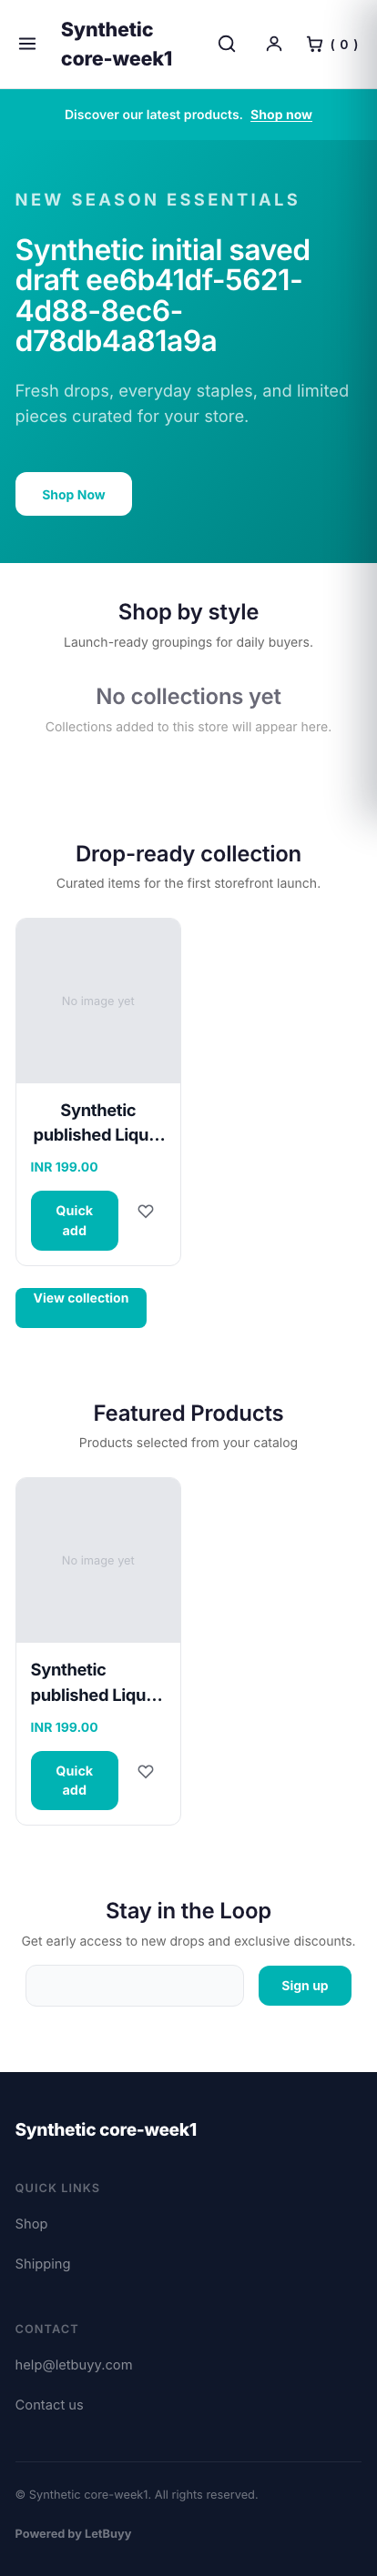 Synthetic
core-week1
( 0 )
Discover our latest products. Shop now
NEW SEASON ESSENTIALS
Synthetic initial saved
draft ee6b41df-5621-
4d88-8ec6-
d78db4a81a9a
Fresh drops, everyday staples, and limited
pieces curated for your store.
Shop Now
Shop by style
Launch-ready groupings for daily buyers.
No collections yet
Collections added to this store will appear here.
Drop-ready collection
Curated items for the first storefront launch.
No image yet
Synthetic
published Liqu…
INR 199.00
Quick
add
View collection
Featured Products
Products selected from your catalog
No image yet
Synthetic
published Liqu…
INR 199.00
Quick
add
Stay in the Loop
Get early access to new drops and exclusive discounts.
Sign up
Synthetic core-week1
QUICK LINKS
Shop
Shipping
CONTACT
help@letbuyy.com
Contact us
© Synthetic core-week1. All rights reserved.
Powered by LetBuyy